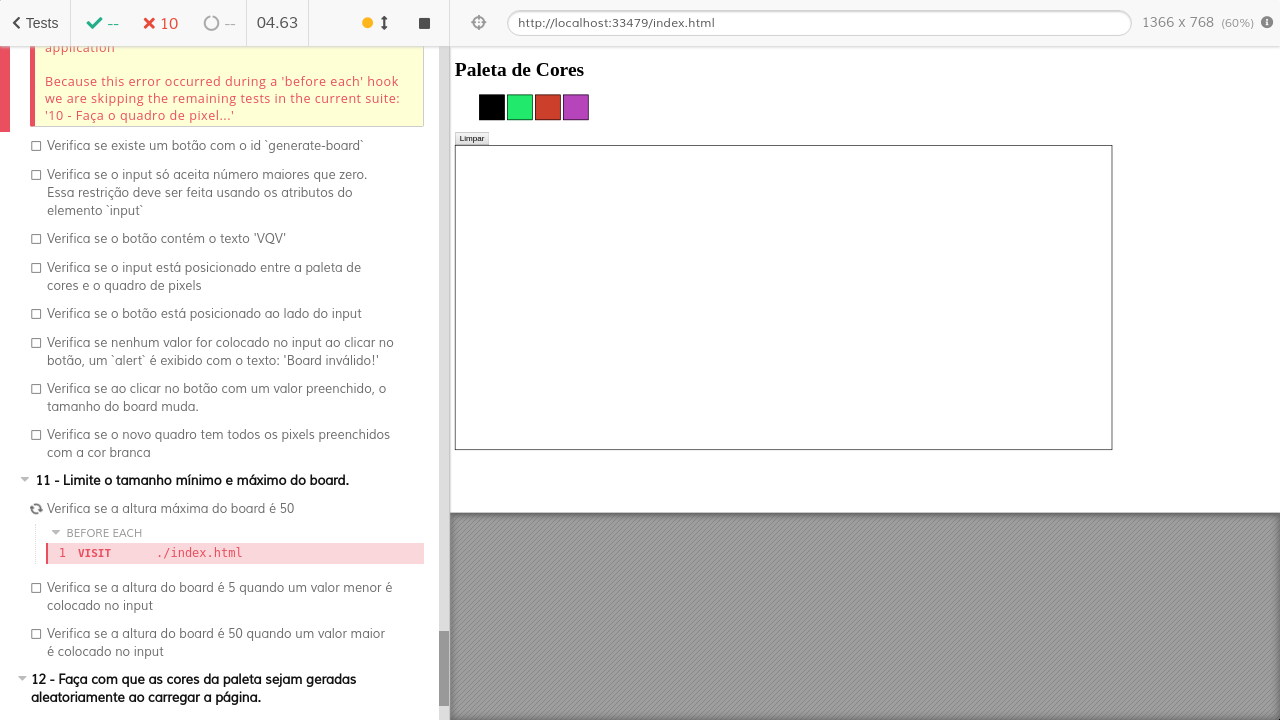 Tests
--
10
--
04.63
http://localhost:33479/index.html
1366 x 768 (60%)
application
Because this error occurred during a 'before each' hook
we are skipping the remaining tests in the current suite:
'10 - Faça o quadro de pixel...'
Verifica se existe um botão com o id `generate-board`
Verifica se o input só aceita número maiores que zero.
Essa restrição deve ser feita usando os atributos do
elemento `input`
Verifica se o botão contém o texto 'VQV'
Verifica se o input está posicionado entre a paleta de
cores e o quadro de pixels
Verifica se o botão está posicionado ao lado do input
Verifica se nenhum valor for colocado no input ao clicar no
botão, um `alert` é exibido com o texto: 'Board inválido!'
Verifica se ao clicar no botão com um valor preenchido, o
tamanho do board muda.
Verifica se o novo quadro tem todos os pixels preenchidos
com a cor branca
11 - Limite o tamanho mínimo e máximo do board.
Verifica se a altura máxima do board é 50
BEFORE EACH
1 VISIT ./index.html
Verifica se a altura do board é 5 quando um valor menor é
colocado no input
Verifica se a altura do board é 50 quando um valor maior
é colocado no input
12 - Faça com que as cores da paleta sejam geradas
aleatoriamente ao carregar a página.
Paleta de Cores
Limpar